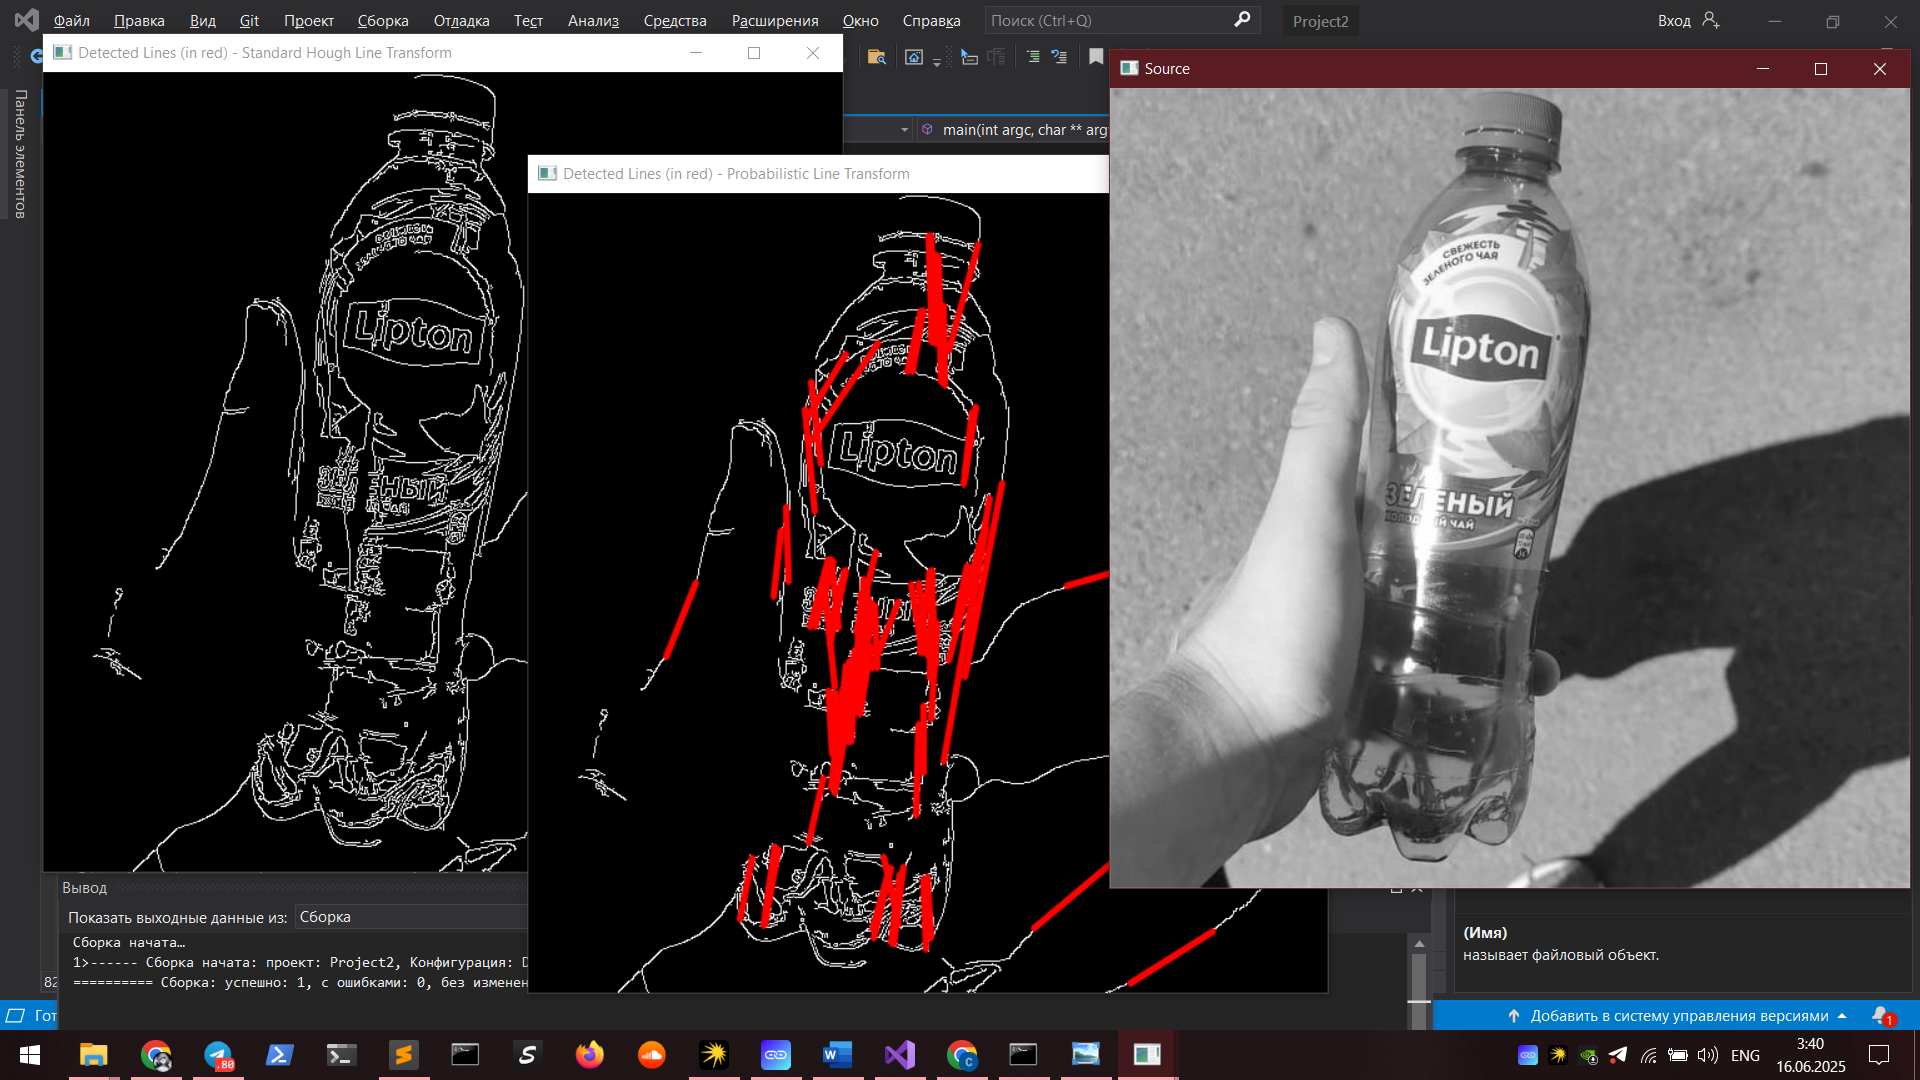 Файл Правка Вид Git Проект Сборка Отладка Тест Анализ Средства Расширения Окно Справка Поиск (Ctrl+Q) Project2 Вход
Detected Lines (in red) - Standard Hough Line Transform
Source
Панель элементов
main(int argc, char ** arg
Detected Lines (in red) - Probabilistic Line Transform
СВЕЖЕСТЬ
ЗЕЛЕНОГО ЧАЯ
Lipton
ЗЕЛЕНЫЙ
ХОЛОДНЫЙ ЧАЙ
Lipton
Lipton
Вывод
Показать выходные данные из: Сборка
Сборка начата…
1>------ Сборка начата: проект: Project2, Конфигурация: D
========== Сборка: успешно: 1, с ошибками: 0, без изменен
82
(Имя)
называет файловый объект.
Гот
Добавить в систему управления версиями
1
.80
ENG
3:40
16.06.2025